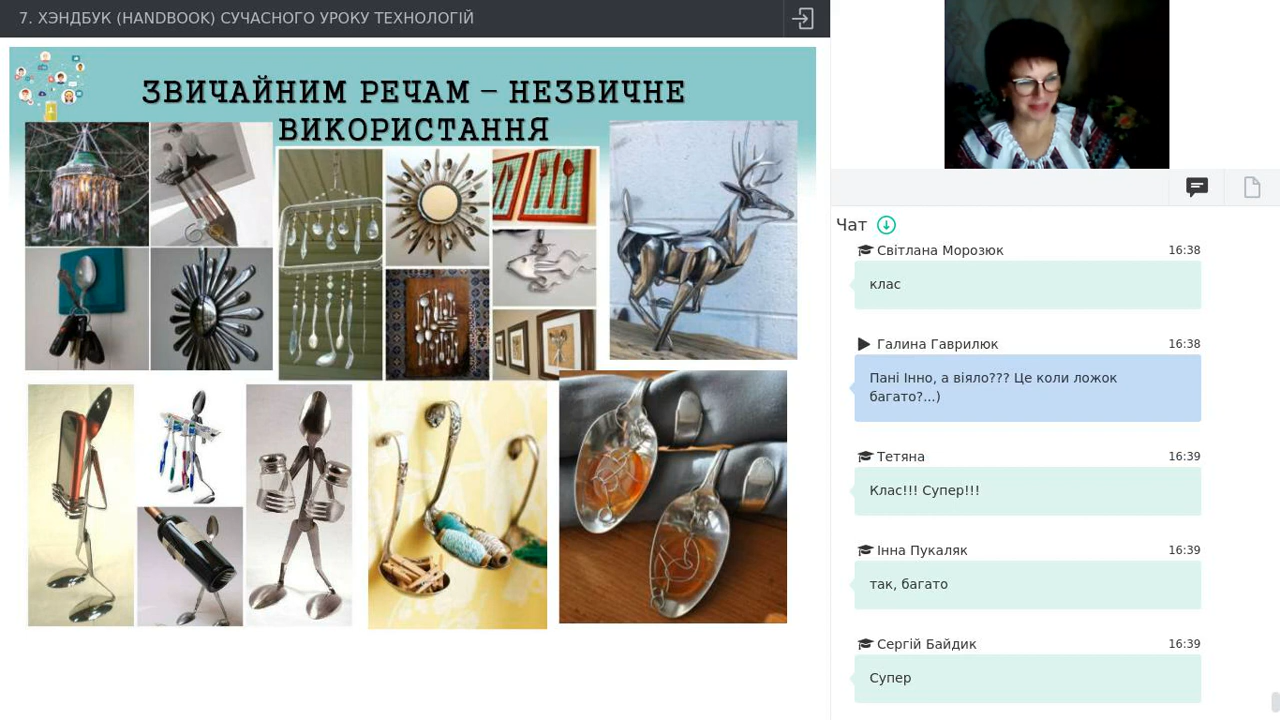 7. ХЭНДБУК (HANDBOOK) СУЧАСНОГО УРОКУ ТЕХНОЛОГІЙ
ЗВИЧАЙНИМ РЕЧАМ – НЕЗВИЧНЕ
ВИКОРИСТАННЯ
Чат
Світлана Морозюк 16:38
клас
Галина Гаврилюк 16:38
Пані Інно, а віяло??? Це коли ложок
багато?...)
Тетяна 16:39
Клас!!! Супер!!!
Інна Пукаляк 16:39
так, багато
Сергій Байдик 16:39
Супер